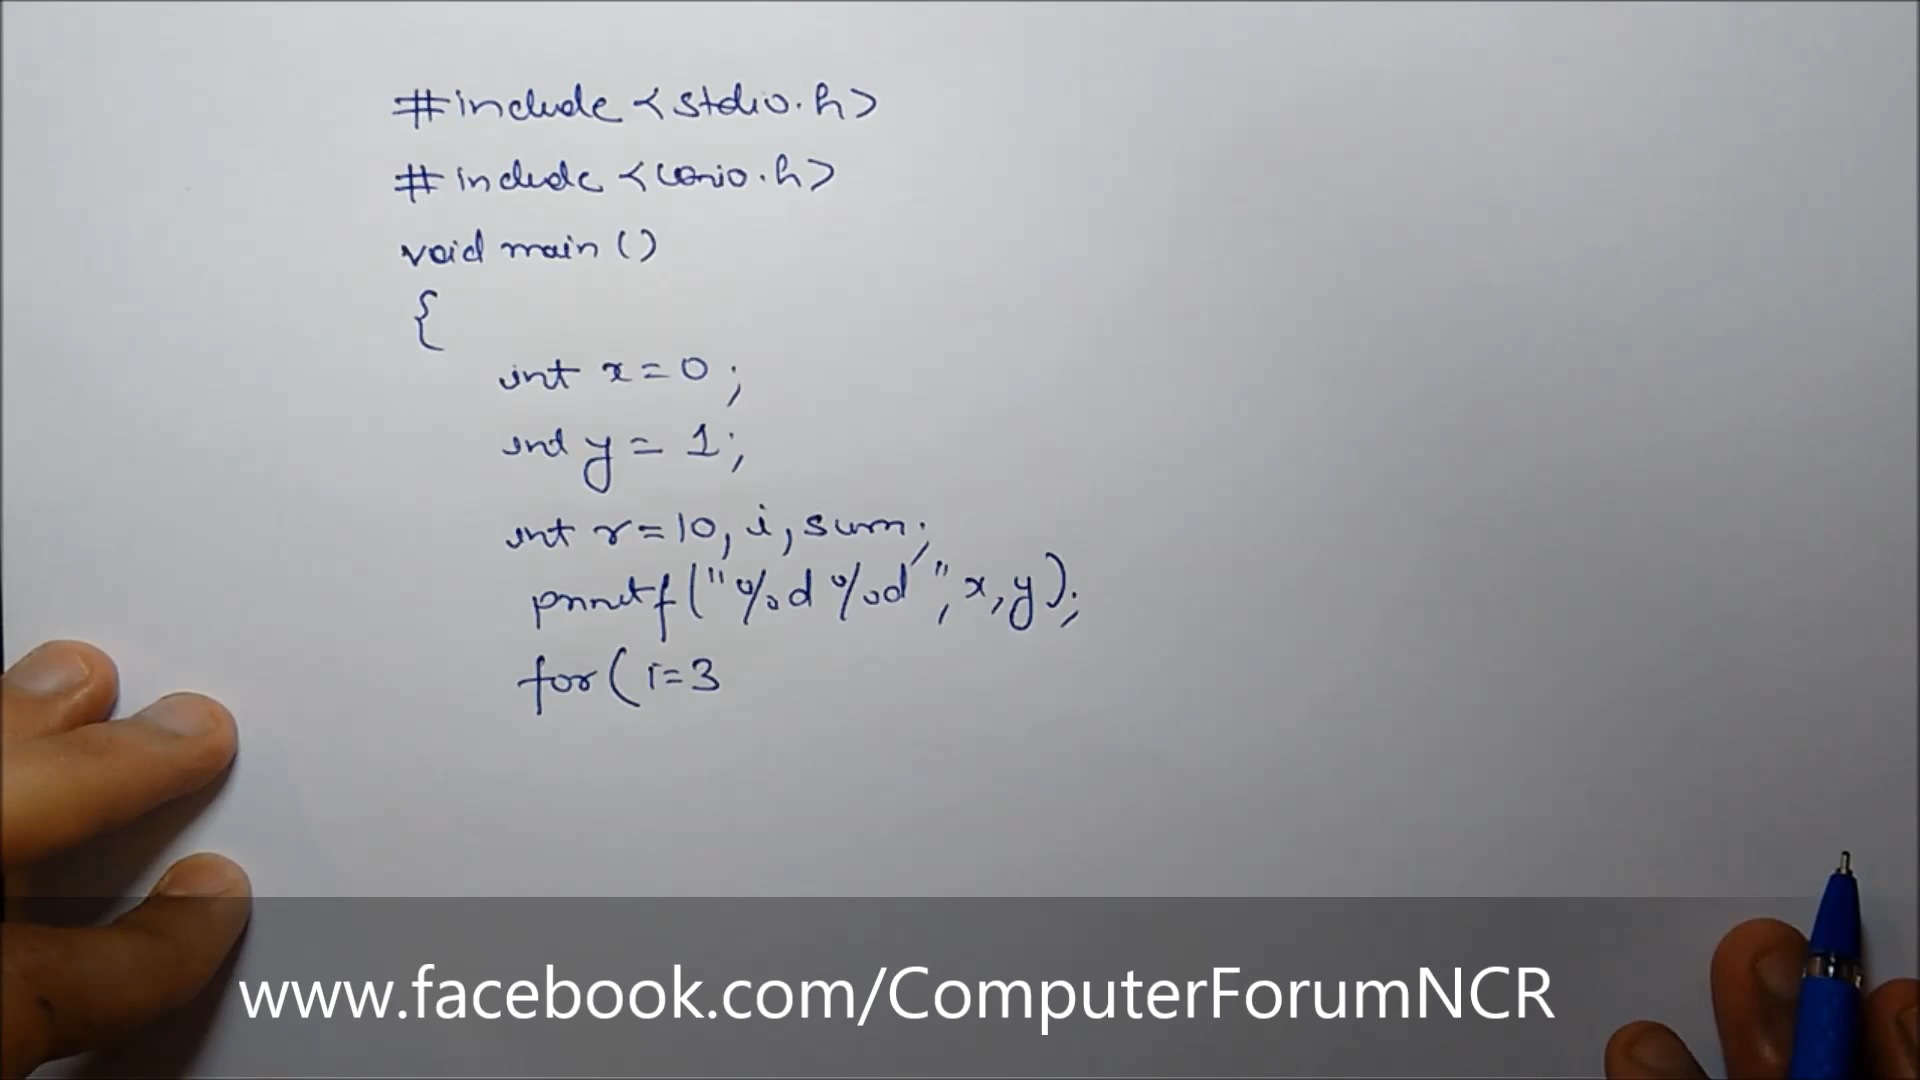 #include <stdio.h>
#include <conio.h>
void main ()
{
int x = 0 ;
int y = 1 ;
int r = 10, i, sum ;
printf("%d %d", x, y);
for( i=3
www.facebook.com/ComputerForumNCR